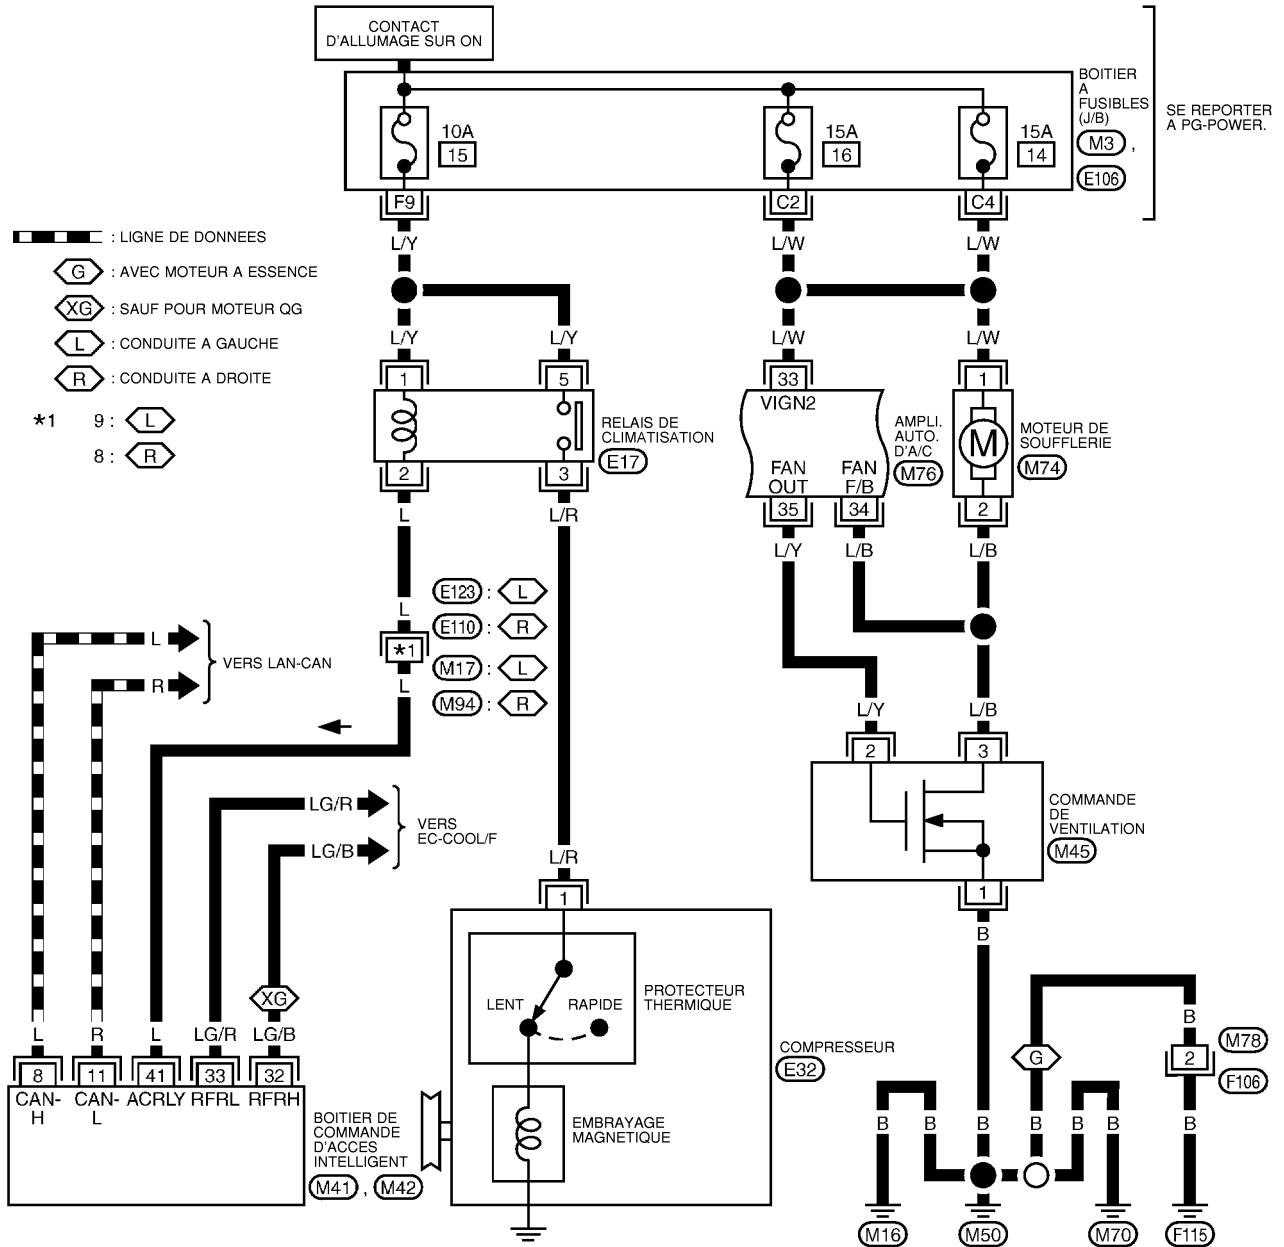 CONTACT
D'ALLUMAGE SUR ON
BOITIER
A
FUSIBLES
(J/B)
M3 ,
E106
SE REPORTER
A PG-POWER.
10A
15
15A
16
15A
14
F9
C2
C4
L/Y
L/W
L/W
: LIGNE DE DONNEES
G : AVEC MOTEUR A ESSENCE
XG : SAUF POUR MOTEUR QG
L : CONDUITE A GAUCHE
R : CONDUITE A DROITE
*1 9 : L
8 : R
L/Y
L/Y
L/W
L/W
1
5
33
1
VIGN2
RELAIS DE
CLIMATISATION
E17
AMPLI.
AUTO.
D'A/C
M76
M
MOTEUR DE
SOUFFLERIE
M74
FAN
OUT
FAN
F/B
2
3
35
34
2
L
L/R
L/Y
L/B
L/B
L
E123 : L
E110 : R
*1
M17 : L
M94 : R
L
L
R
VERS LAN-CAN
L/Y
L/B
2
3
LG/R
LG/B
VERS
EC-COOL/F
COMMANDE
DE
VENTILATION
M45
L/R
1
1
B
LENT
RAPIDE
PROTECTEUR
THERMIQUE
XG
L
R
L
LG/R
LG/B
8
11
41
33
32
CAN-
H
CAN-
L
ACRLY
RFRL
RFRH
BOITIER DE
COMMANDE
D'ACCES
INTELLIGENT
M41 , M42
COMPRESSEUR
E32
EMBRAYAGE
MAGNETIQUE
B
G
2
M78
F106
B
B
B
B
B
B
B
M16
M50
M70
F115